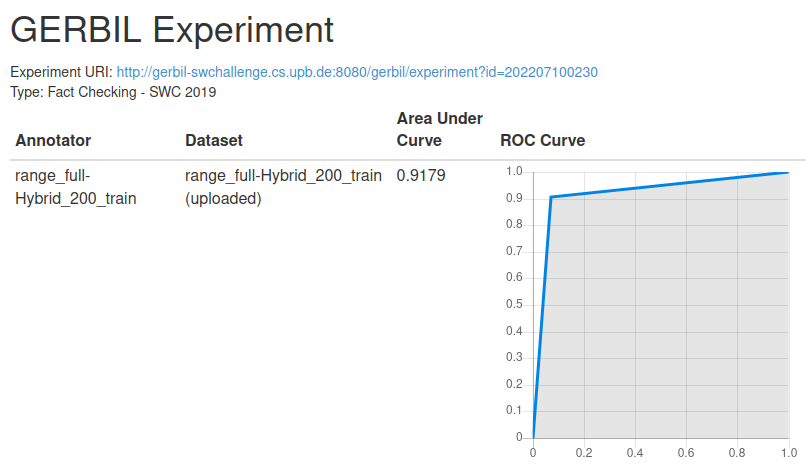 GERBIL Experiment
Experiment URI: http://gerbil-swchallenge.cs.upb.de:8080/gerbil/experiment?id=202207100230
Type: Fact Checking - SWC 2019
Annotator Dataset Area Under Curve ROC Curve
range_full-Hybrid_200_train range_full-Hybrid_200_train (uploaded) 0.9179
1.0
0.9
0.8
0.7
0.6
0.5
0.4
0.3
0.2
0.1
0
0 0.2 0.4 0.6 0.8 1.0